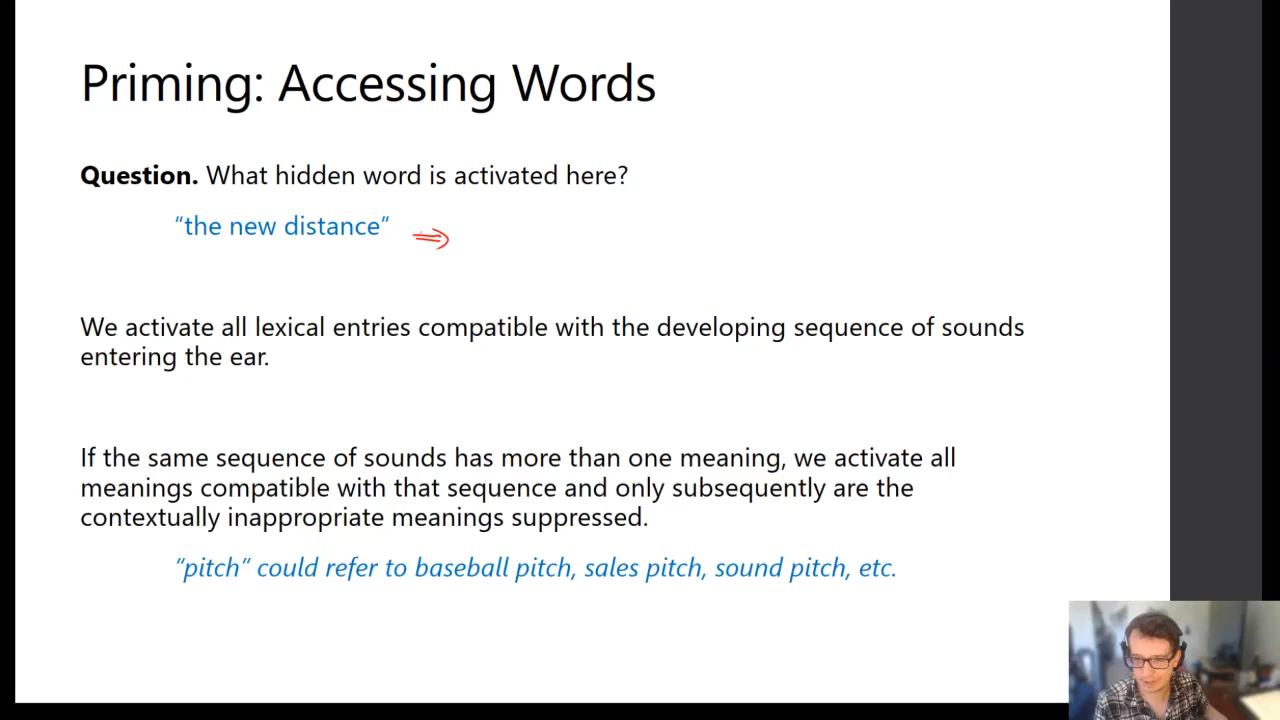 Priming: Accessing Words
Question. What hidden word is activated here?
“the new distance”
We activate all lexical entries compatible with the developing sequence of sounds
entering the ear.
If the same sequence of sounds has more than one meaning, we activate all
meanings compatible with that sequence and only subsequently are the
contextually inappropriate meanings suppressed.
“pitch” could refer to baseball pitch, sales pitch, sound pitch, etc.